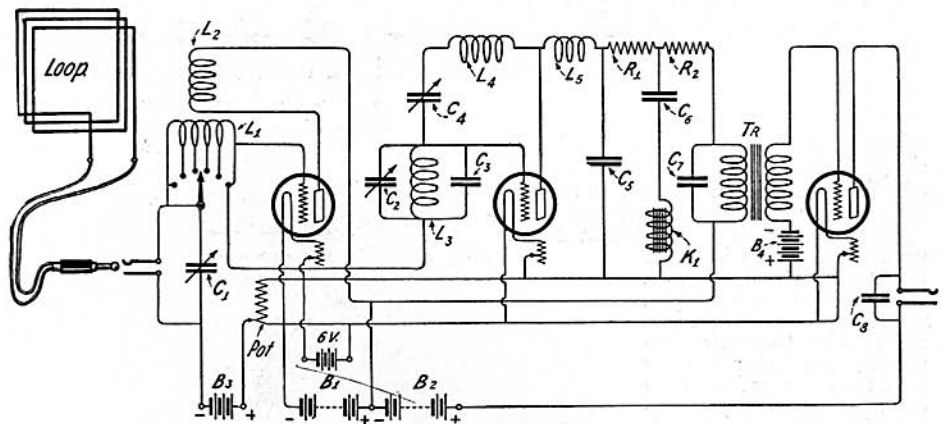 Loop
L2
L1
C1
Pot
B3
- +
6V.
B1
B2
- + - +
L4
C4
C2
C3
L3
L5
R1
R2
C5
C6
K1
C7
TR
-
B4
+
C8